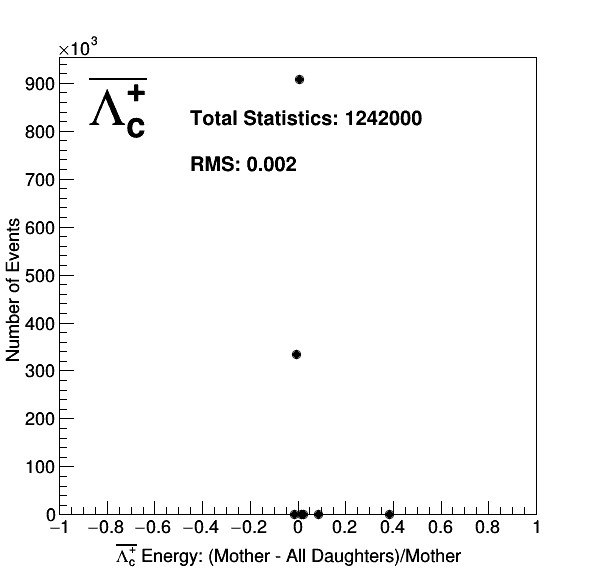 ×10³
Λc⁺
Total Statistics: 1242000
RMS: 0.002
Number of Events
900
800
700
600
500
400
300
200
100
0
−1 −0.8 −0.6 −0.4 −0.2 0 0.2 0.4 0.6 0.8 1
Λc⁺ Energy: (Mother - All Daughters)/Mother